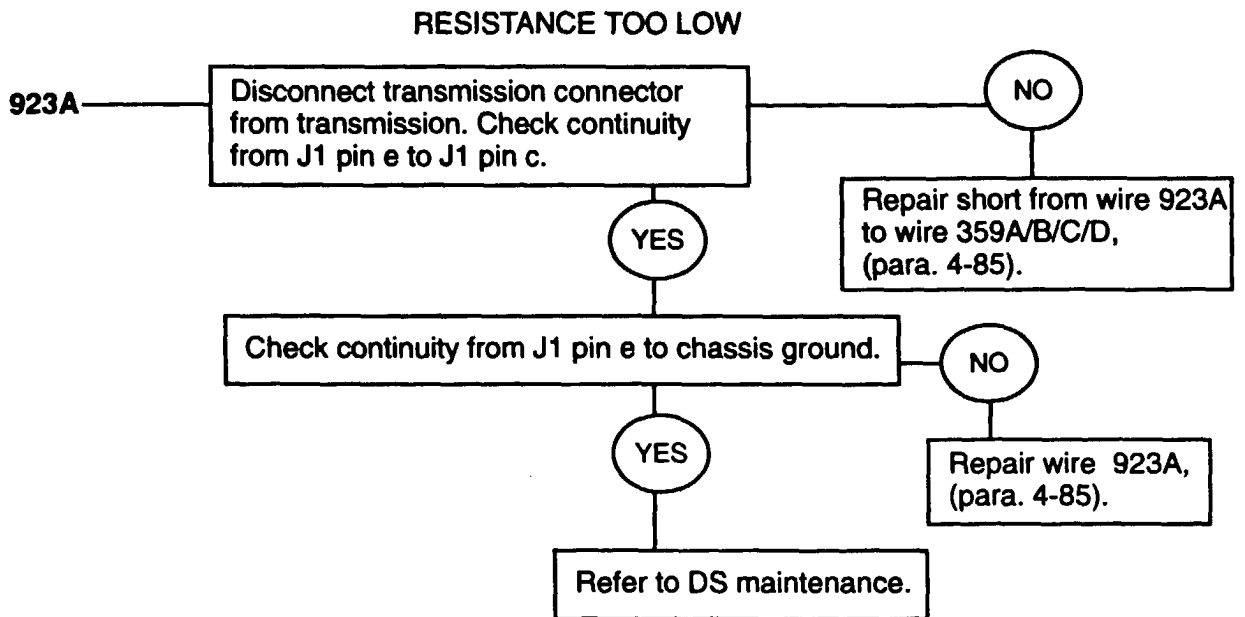 RESISTANCE TOO LOW
923A
Disconnect transmission connector
from transmission. Check continuity
from J1 pin e to J1 pin c.
NO
Repair short from wire 923A
to wire 359A/B/C/D,
(para. 4-85).
YES
Check continuity from J1 pin e to chassis ground.
NO
Repair wire 923A,
(para. 4-85).
YES
Refer to DS maintenance.